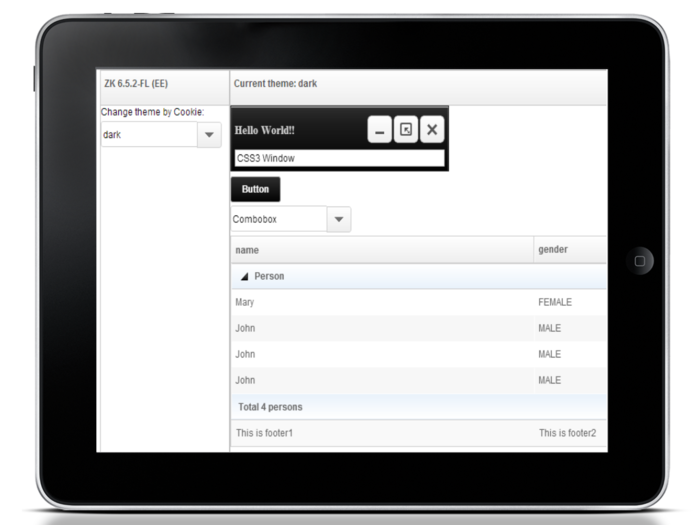 ZK 6.5.2-FL (EE)
Current theme: dark
Change theme by Cookie:
dark
Hello World!!
CSS3 Window
Button
Combobox
name gender
Person
Mary FEMALE
John MALE
John MALE
John MALE
Total 4 persons
This is footer1 This is footer2